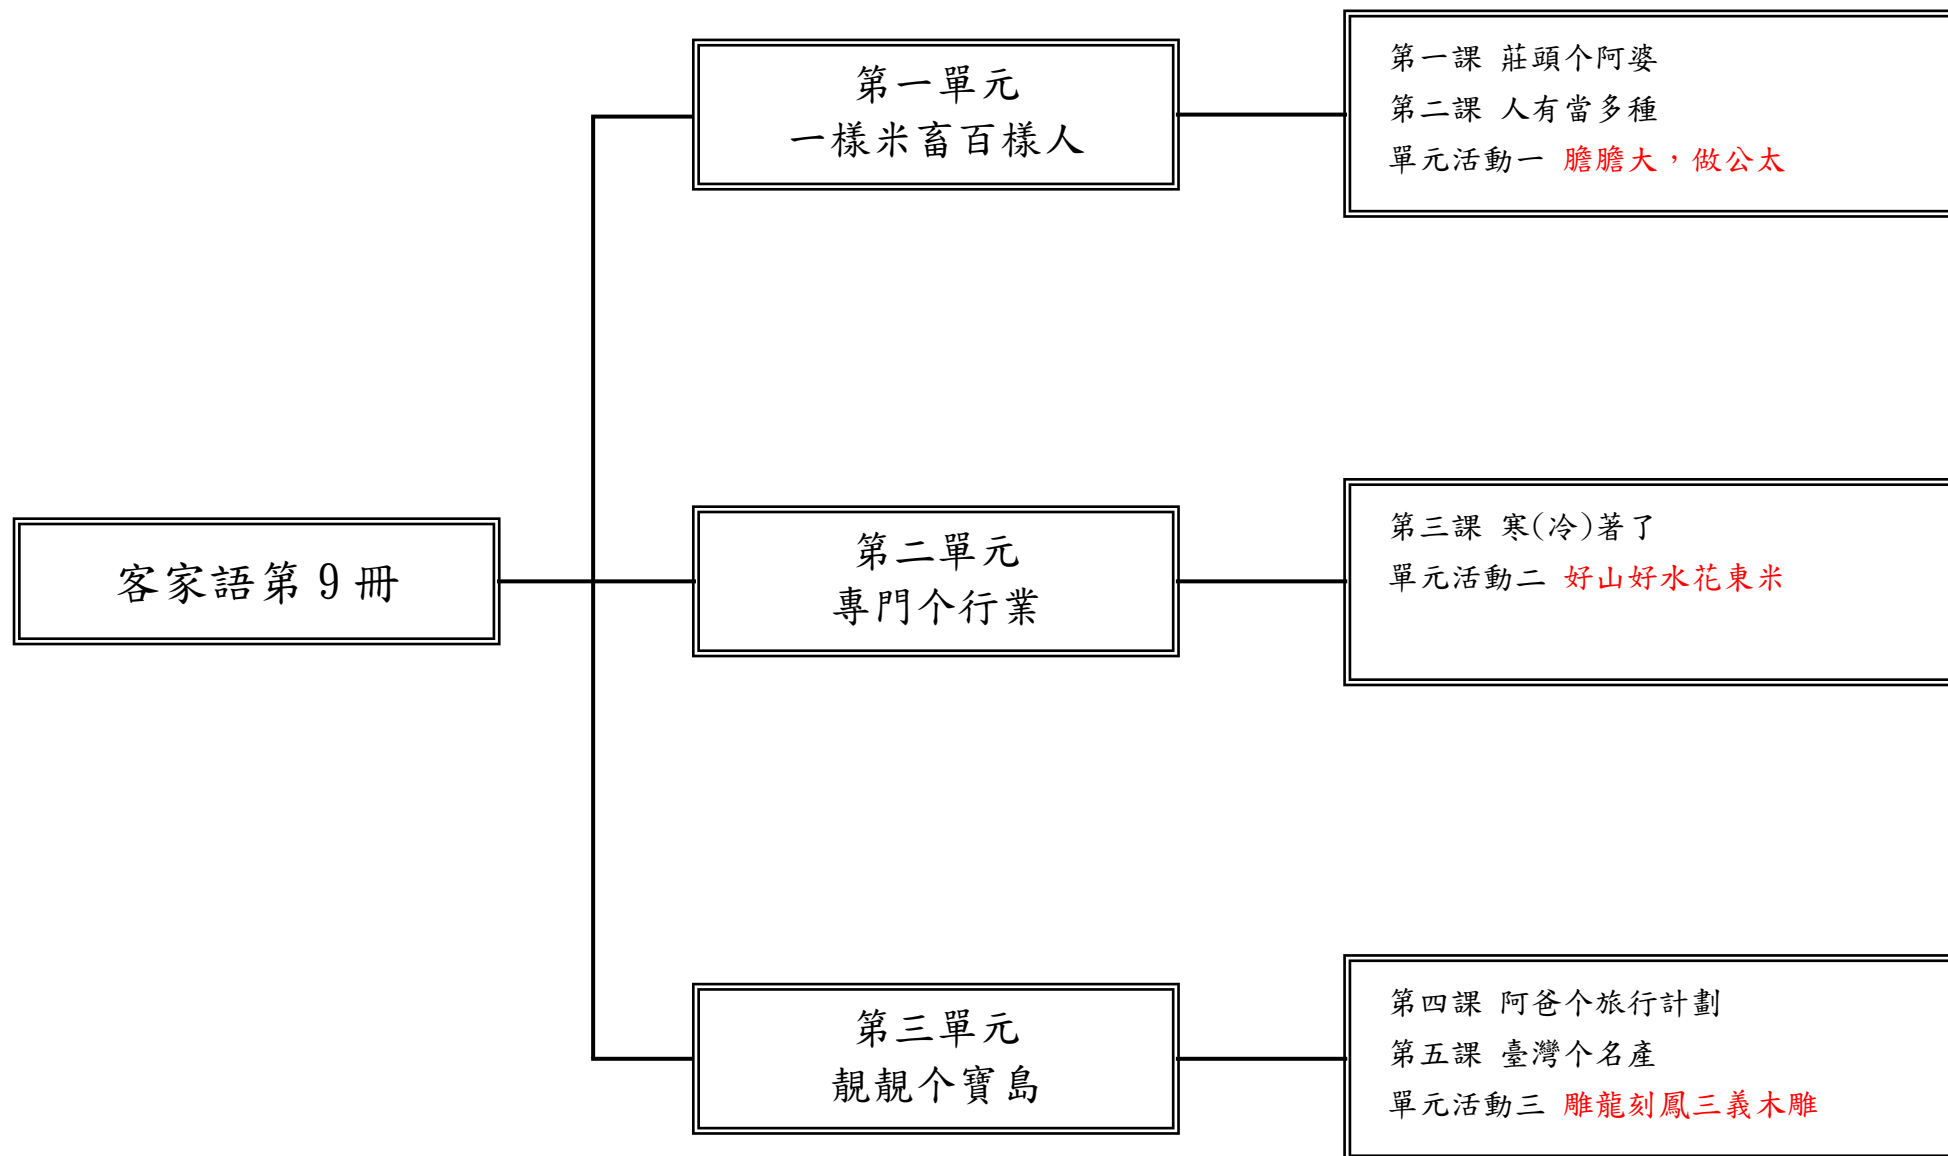 客家語第 9 冊
第一單元
一樣米畜百樣人
第一課 莊頭个阿婆
第二課 人有當多種
單元活動一 膽膽大，做公太
第二單元
專門个行業
第三課 寒(冷)著了
單元活動二 好山好水花東米
第三單元
靚靚个寶島
第四課 阿爸个旅行計劃
第五課 臺灣个名產
單元活動三 雕龍刻鳳三義木雕